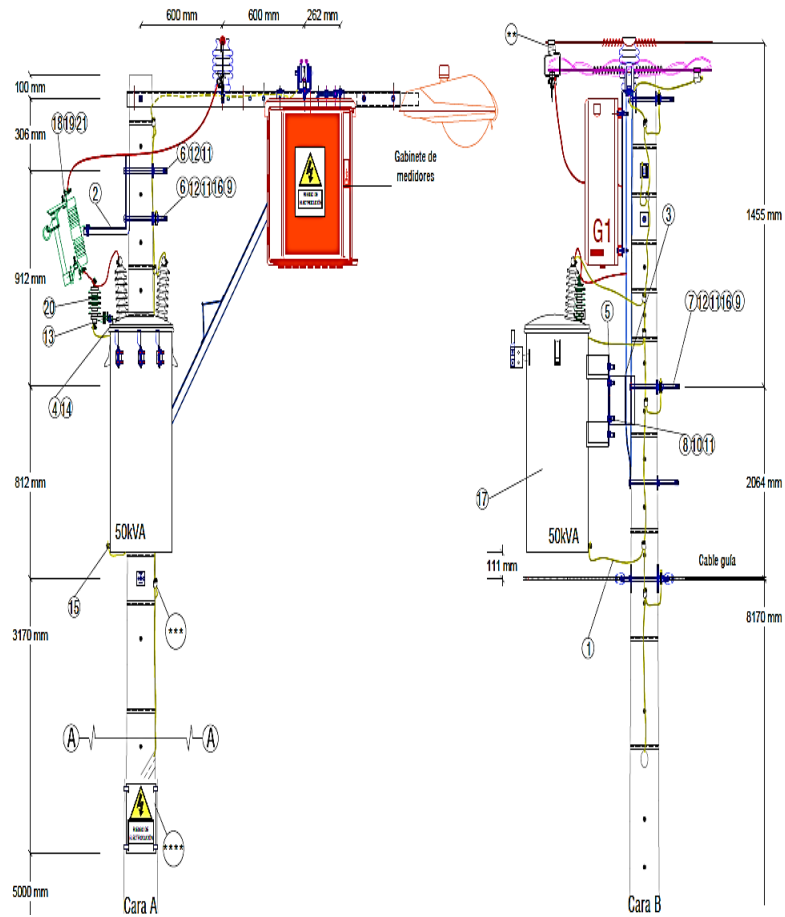 600 mm
600 mm
262 mm
100 mm
306 mm
912 mm
812 mm
3170 mm
5000 mm
18 19 21
2
6 12 11
6 12 11 16 9
20
13
4 14
50kVA
15
***
A
A
****
Cara A
Gabinete de
medidores
**
G1
3
5
7 12 11 16 9
8 10 11
17
50kVA
111 mm
1
Cable guía
1455 mm
2064 mm
8170 mm
Cara B